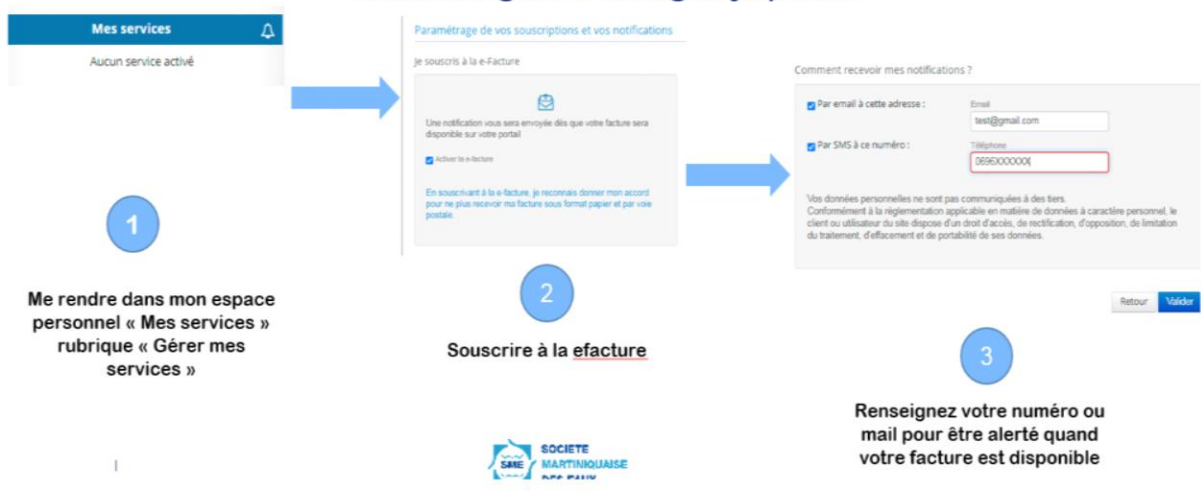 Mes services
Aucun service activé
1
Me rendre dans mon espace
personnel « Mes services »
rubrique « Gérer mes
services »
Paramétrage de vos souscriptions et vos notifications
Je souscris à la e-Facture
Une notification vous sera envoyée dès que votre facture sera
disponible sur votre portail
Activer la e-facture
En souscrivant à la e-facture, je reconnais donner mon accord
pour ne plus recevoir ma facture sous format papier et par voie
postale.
2
Souscrire à la efacture
Comment recevoir mes notifications ?
Par email à cette adresse :
Email
test@gmail.com
Par SMS à ce numéro :
Téléphone
0696XXXXXX
Vos données personnelles ne sont pas communiquées à des tiers.
Conformément à la réglementation applicable en matière de données à caractère personnel, le
client ou utilisateur du site dispose d'un droit d'accès, de rectification, d'opposition, de limitation
du traitement, d'effacement et de portabilité de ses données.
Retour Valider
3
Renseignez votre numéro ou
mail pour être alerté quand
votre facture est disponible
SME
SOCIETE
MARTINIQUAISE
DES EAUX